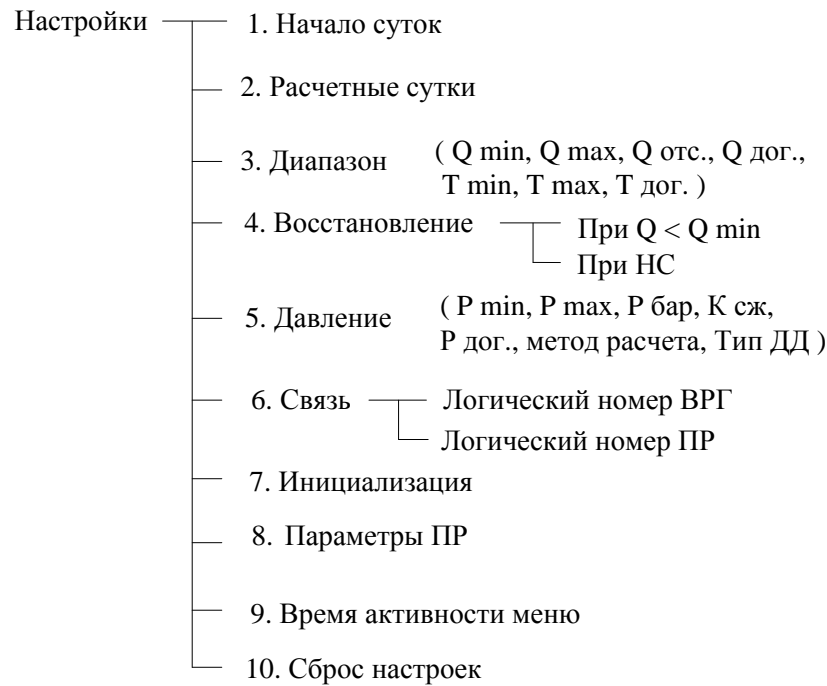 Настройки
1. Начало суток
2. Расчетные сутки
3. Диапазон
( Q min, Q max, Q отс., Q дог.,
T min, T max, T дог. )
4. Восстановление
При Q < Q min
При НС
5. Давление
( P min, P max, P бар, К сж,
P дог., метод расчета, Тип ДД )
6. Связь
Логический номер ВРГ
Логический номер ПР
7. Инициализация
8. Параметры ПР
9. Время активности меню
10. Сброс настроек